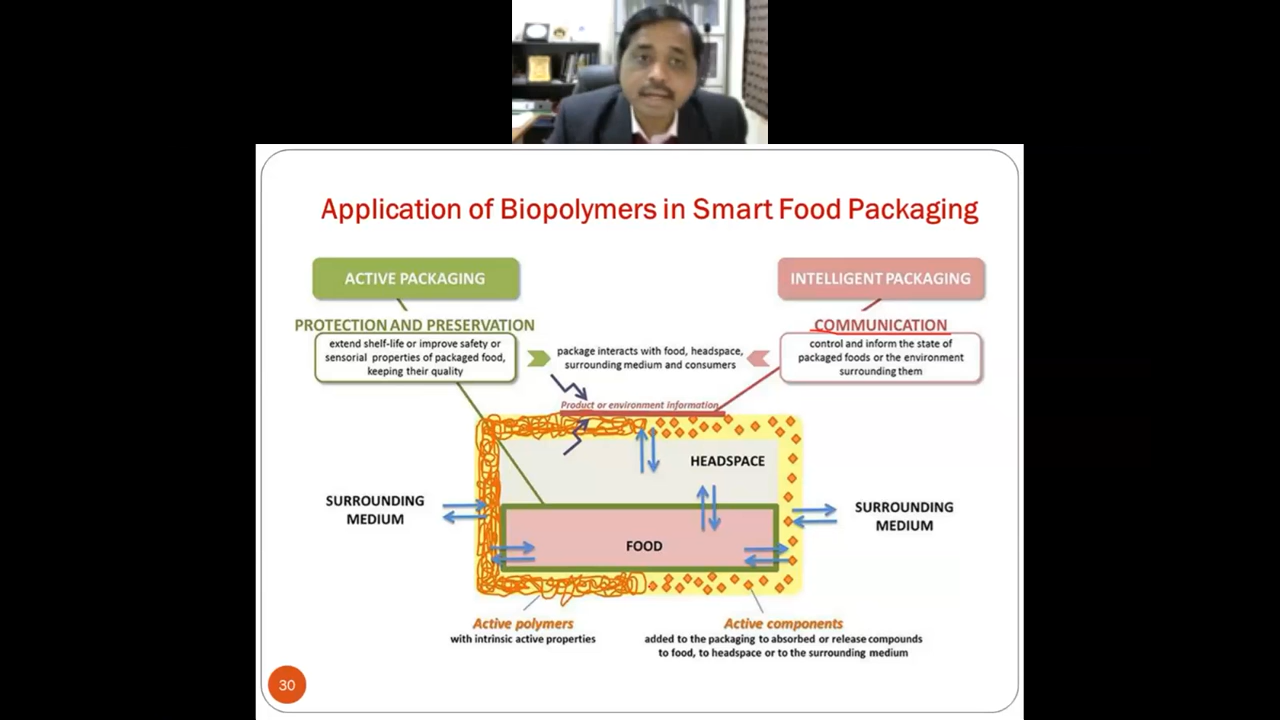 Application of Biopolymers in Smart Food Packaging
ACTIVE PACKAGING
INTELLIGENT PACKAGING
PROTECTION AND PRESERVATION
COMMUNICATION
extend shelf-life or improve safety or
sensorial properties of packaged food,
keeping their quality
package interacts with food, headspace,
surrounding medium and consumers
control and inform the state of
packaged foods or the environment
surrounding them
Product or environment information
HEADSPACE
SURROUNDING
MEDIUM
SURROUNDING
MEDIUM
FOOD
Active polymers
with intrinsic active properties
Active components
added to the packaging to absorbed or release compounds
to food, to headspace or to the surrounding medium
30